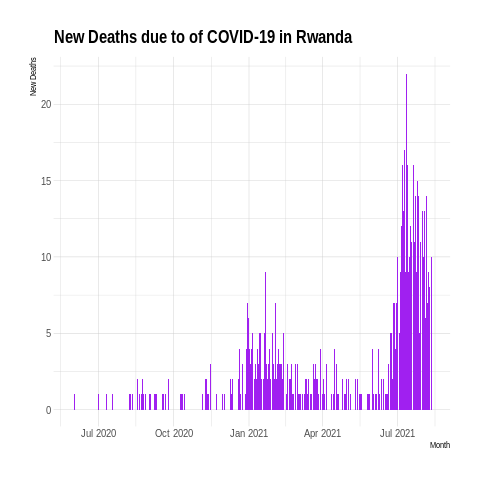 New Deaths due to of COVID-19 in Rwanda
New Deaths
20
15
10
5
0
Jul 2020 Oct 2020 Jan 2021 Apr 2021 Jul 2021
Month